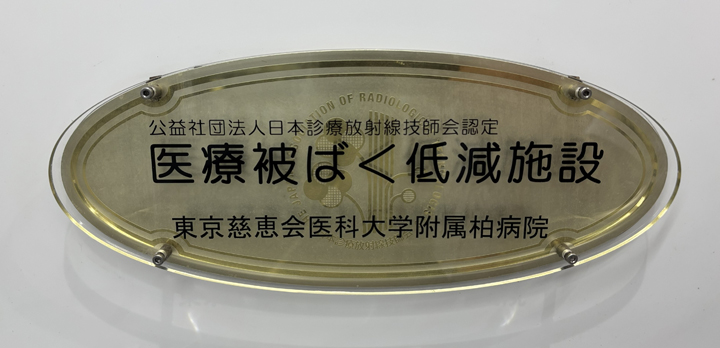 公益社団法人日本診療放射線技師会認定
医療被ばく低減施設
東京慈恵会医科大学附属柏病院